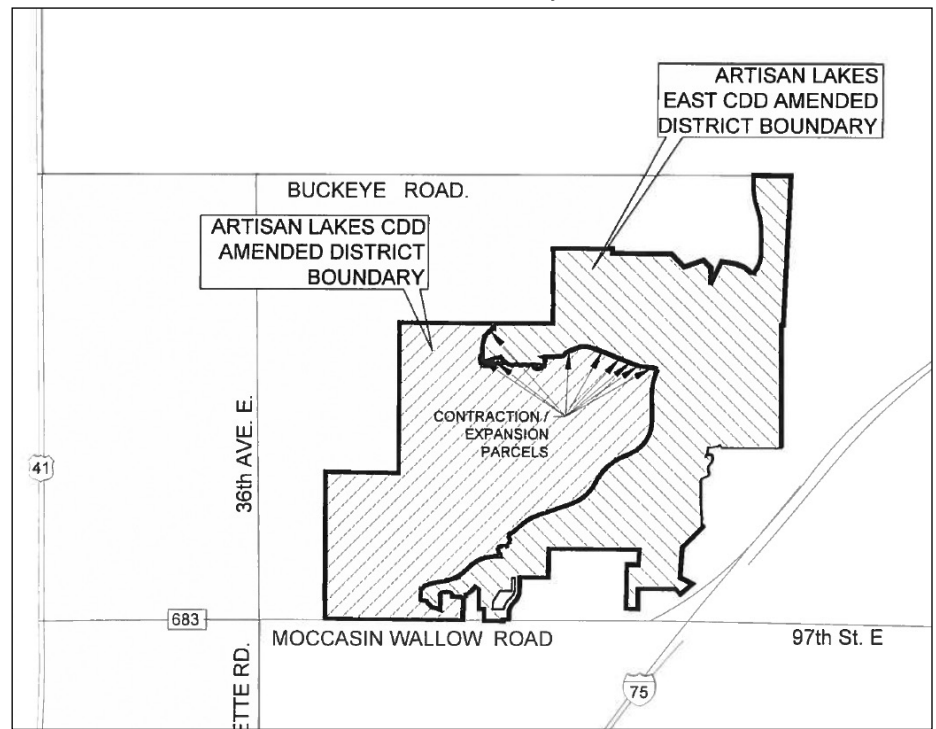 ARTISAN LAKES
EAST CDD AMENDED
DISTRICT BOUNDARY
BUCKEYE ROAD.
ARTISAN LAKES CDD
AMENDED DISTRICT
BOUNDARY
CONTRACTION /
EXPANSION
PARCELS
36th AVE. E.
41
683
MOCCASIN WALLOW ROAD
97th St. E
75
ETTE RD.